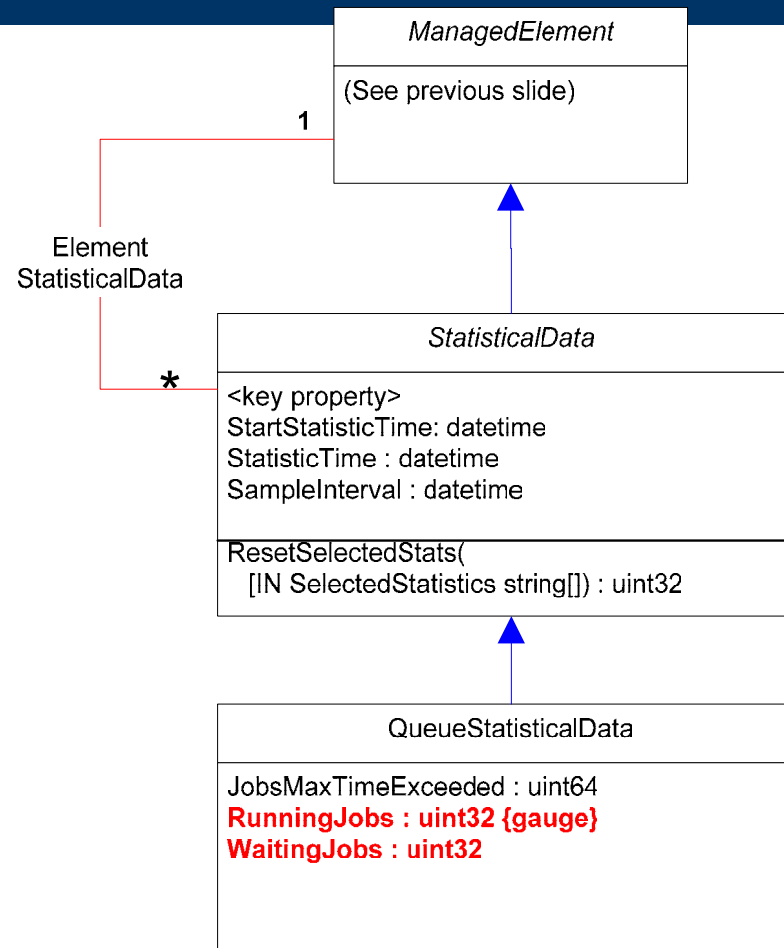 ManagedElement
(See previous slide)
1
Element
StatisticalData
*
StatisticalData
<key property>
StartStatisticTime: datetime
StatisticTime : datetime
SampleInterval : datetime
ResetSelectedStats(
[IN SelectedStatistics string[]) : uint32
QueueStatisticalData
JobsMaxTimeExceeded : uint64
RunningJobs : uint32 {gauge}
WaitingJobs : uint32